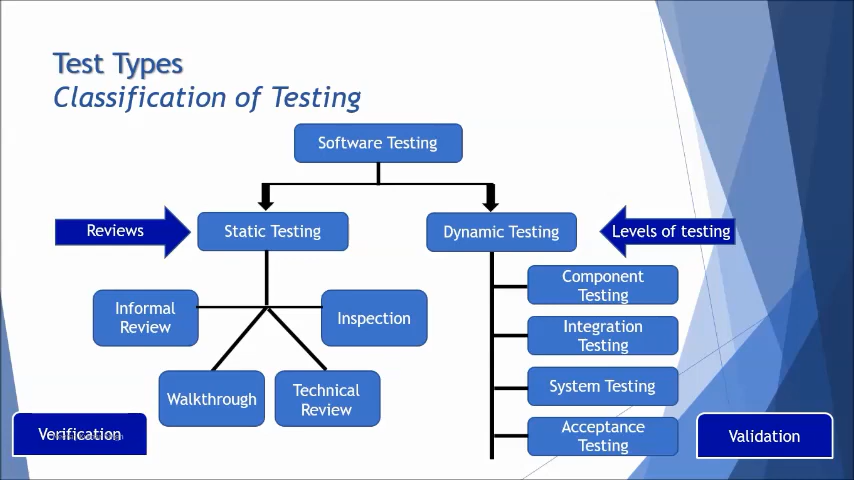 Test Types
Classification of Testing
Software Testing
Reviews
Static Testing
Dynamic Testing
Levels of testing
Informal
Review
Inspection
Walkthrough
Technical
Review
Component
Testing
Integration
Testing
System Testing
Acceptance
Testing
Verification
Validation